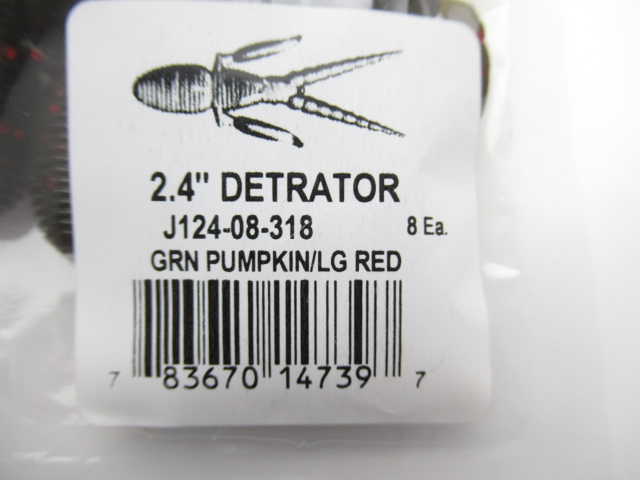 2.4" DETRATOR
J124-08-318 8 Ea.
GRN PUMPKIN/LG RED
7 83670 14739 7